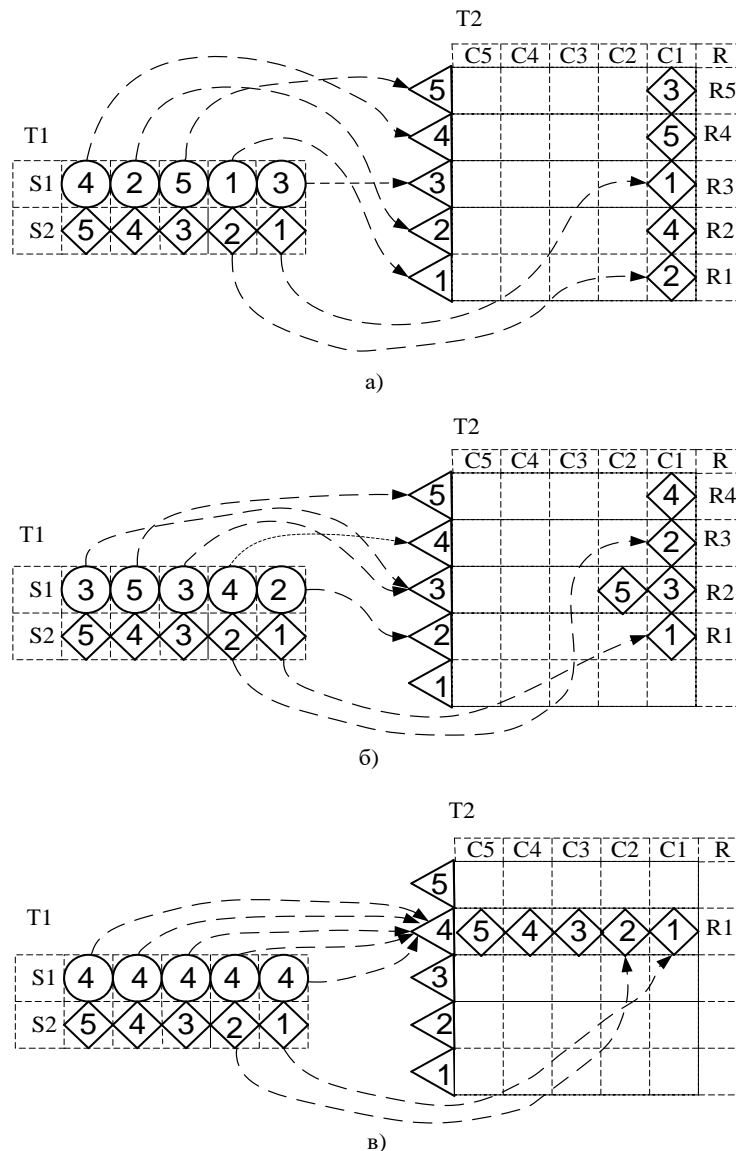 T2
C5 C4 C3 C2 C1 R
5 3 R5
T1
4 5 R4
S1 4 2 5 1 3 3 1 R3
S2 5 4 3 2 1 2 4 R2
1 2 R1
а)
T2
C5 C4 C3 C2 C1 R
5 4 R4
T1
4 2 R3
S1 3 5 3 4 2 3 5 3 R2
S2 5 4 3 2 1 2 1 R1
1
б)
T2
C5 C4 C3 C2 C1 R
5
T1
4 5 4 3 2 1 R1
S1 4 4 4 4 4 3
S2 5 4 3 2 1 2
1
в)